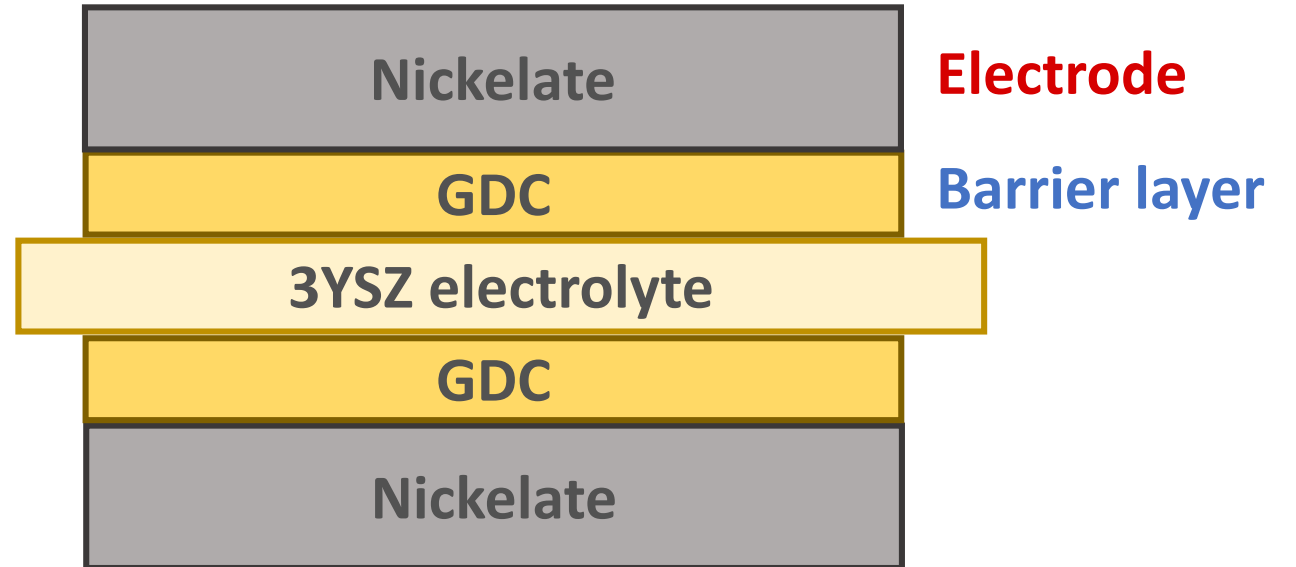 Nickelate
Electrode
GDC
Barrier layer
3YSZ electrolyte
GDC
Nickelate